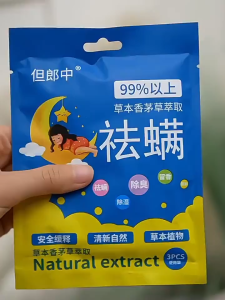 但郎中®
99%以上
草本香茅草萃取
祛螨
祛螨
除臭
留香
除湿
安全缓释
清新自然
草本植物
草本香茅草萃取
Natural extract
3PCS